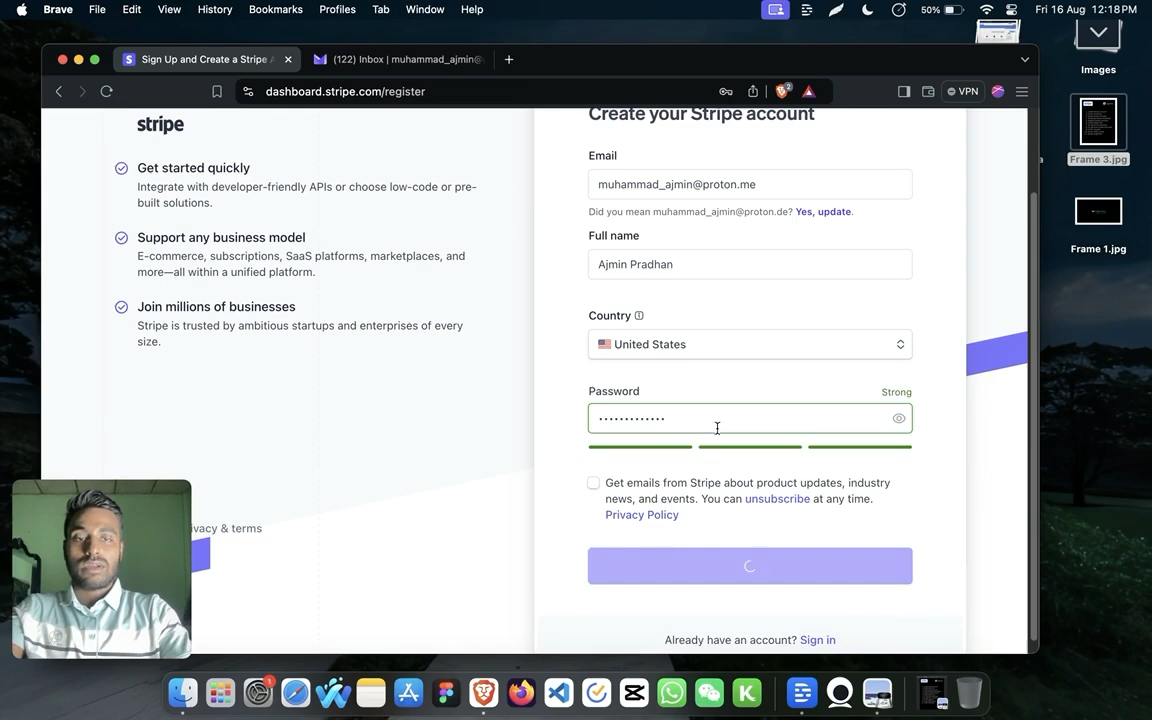 Brave File Edit View History Bookmarks Profiles Tab Window Help 50% Fri 16 Aug 12:18 PM
Images
Frame 3.jpg
Frame 1.jpg
Sign Up and Create a Stripe A
(122) Inbox | muhammad_ajmin@
dashboard.stripe.com/register
2
VPN
stripe
Get started quickly
Integrate with developer-friendly APIs or choose low-code or pre-
built solutions.
Support any business model
E-commerce, subscriptions, SaaS platforms, marketplaces, and
more—all within a unified platform.
Join millions of businesses
Stripe is trusted by ambitious startups and enterprises of every
size.
ivacy & terms
Create your Stripe account
Email
muhammad_ajmin@proton.me
Did you mean muhammad_ajmin@proton.de? Yes, update.
Full name
Ajmin Pradhan
Country
United States
Password
Strong
Get emails from Stripe about product updates, industry
news, and events. You can unsubscribe at any time.
Privacy Policy
Already have an account? Sign in
1